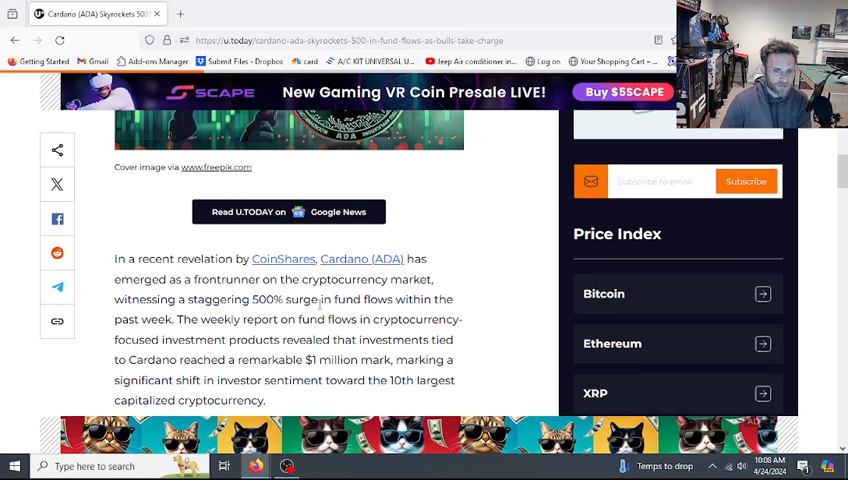 Cardano (ADA) Skyrockets 500%
https://u.today/cardano-ada-skyrockets-500-in-fund-flows-as-bulls-take-charge
Getting Started
Gmail
Add-ons Manager
Submit Files - Dropbox
card
A/C KIT UNIVERSAL U...
Jeep Air conditioner in...
Log on
Your Shopping Cart : ...
SCAPE
New Gaming VR Coin Presale LIVE!
Buy $5SCAPE
Cover image via www.freepik.com
Read U.TODAY on Google News
Subscribe to email
Subscribe
In a recent revelation by CoinShares, Cardano (ADA) has
emerged as a frontrunner on the cryptocurrency market,
witnessing a staggering 500% surge in fund flows within the
past week. The weekly report on fund flows in cryptocurrency-
focused investment products revealed that investments tied
to Cardano reached a remarkable $1 million mark, marking a
significant shift in investor sentiment toward the 10th largest
capitalized cryptocurrency.
Price Index
Bitcoin
Ethereum
XRP
AD
Type here to search
Temps to drop
10:08 AM
4/24/2024